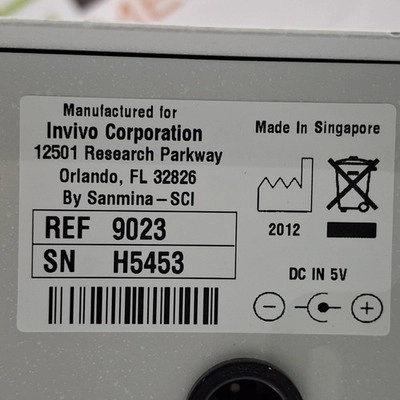 Manufactured for
Invivo Corporation
12501 Research Parkway
Orlando, FL 32826
By Sanmina-SCI
REF 9023
SN H5453
Made In Singapore
2012
DC IN 5V